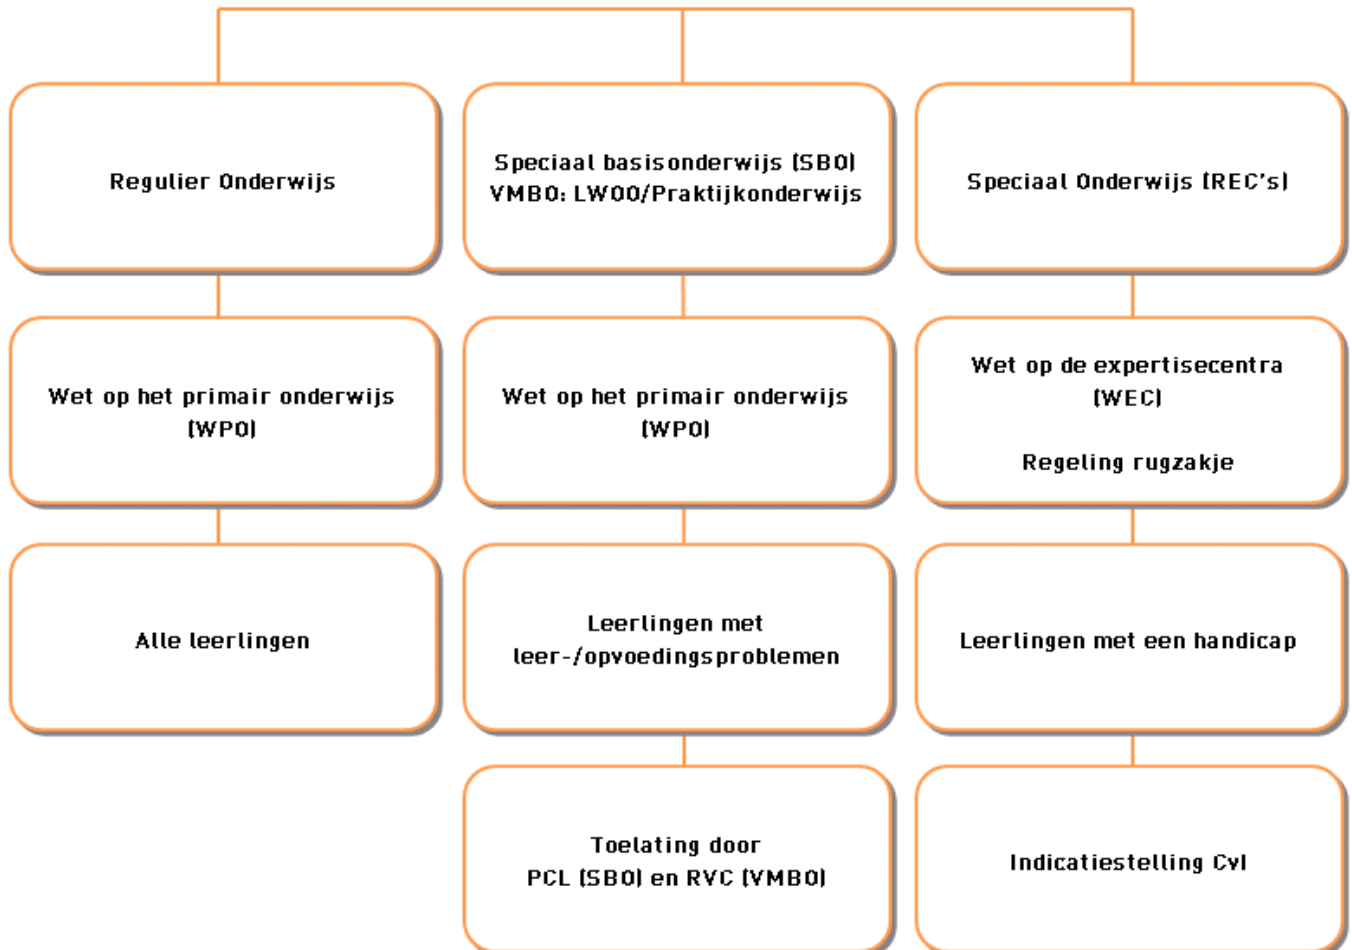 Regulier Onderwijs
Speciaal basisonderwijs (SBO)
VMBO: LWOO/Praktijkonderwijs
Speciaal Onderwijs (REC's)
Wet op het primair onderwijs
(WPO)
Wet op het primair onderwijs
(WPO)
Wet op de expertisecentra
(WEC)
Regeling rugzakje
Alle leerlingen
Leerlingen met
leer-/opvoedingsproblemen
Leerlingen met een handicap
Toelating door
PCL (SBO) en RVC (VMBO)
Indicatiestelling CvI